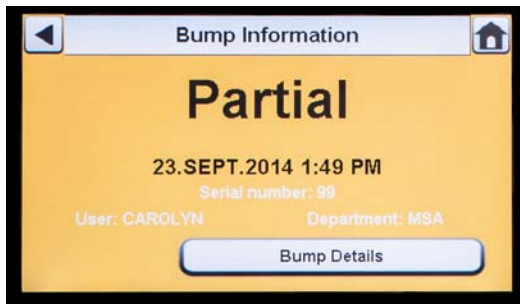 Bump Information
Partial
23.SEPT.2014 1:49 PM
Serial number: 99
User: CAROLYN Department: MSA
Bump Details